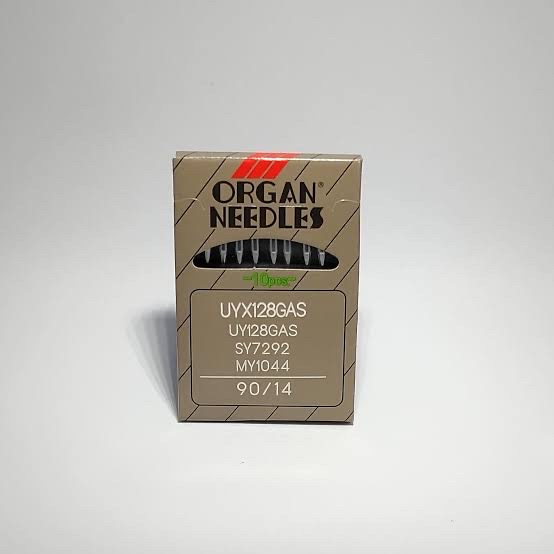 ORGAN®
NEEDLES
-10pcs.-
UYX128GAS
UY128GAS
SY7292
MY1044
90/14